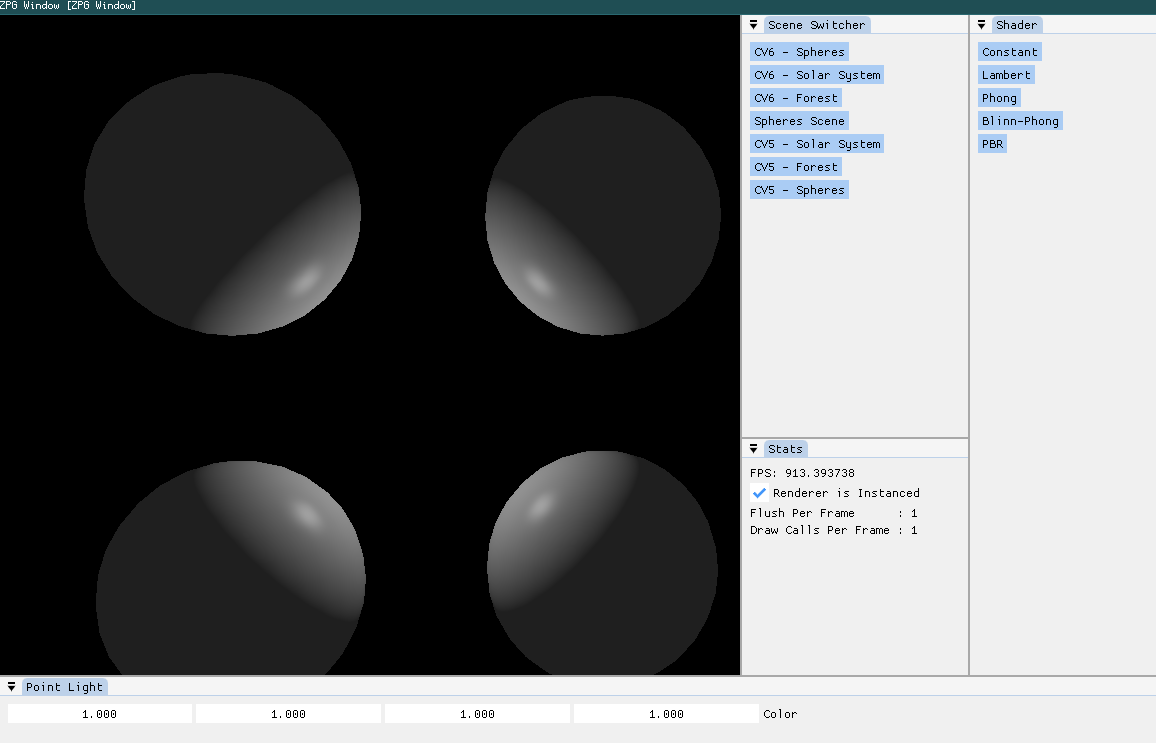 ZPG Window [ZPG Window]
Scene Switcher
CV6 - Spheres
CV6 - Solar System
CV6 - Forest
Spheres Scene
CV5 - Solar System
CV5 - Forest
CV5 - Spheres
Shader
Constant
Lambert
Phong
Blinn-Phong
PBR
Stats
FPS: 913.393738
Renderer is Instanced
Flush Per Frame : 1
Draw Calls Per Frame : 1
Point Light
1.000 1.000 1.000 1.000 Color